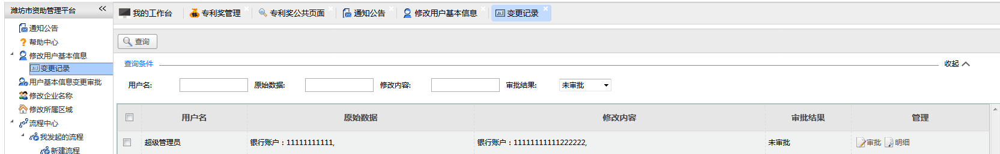 潍坊市资助管理平台
我的工作台 专利奖管理 专利奖公共页面 通知公告 修改用户基本信息 变更记录
通知公告
帮助中心
修改用户基本信息
变更记录
用户基本信息变更审批
修改企业名称
修改所属区域
流程中心
我发起的流程
新建流程
查询
查询条件 收起
用户名: 原始数据: 修改内容: 审批结果: 未审批
用户名 原始数据 修改内容 审批结果 管理
超级管理员 银行账户：11111111111, 银行账户：11111111111222222, 未审批 审批 明细